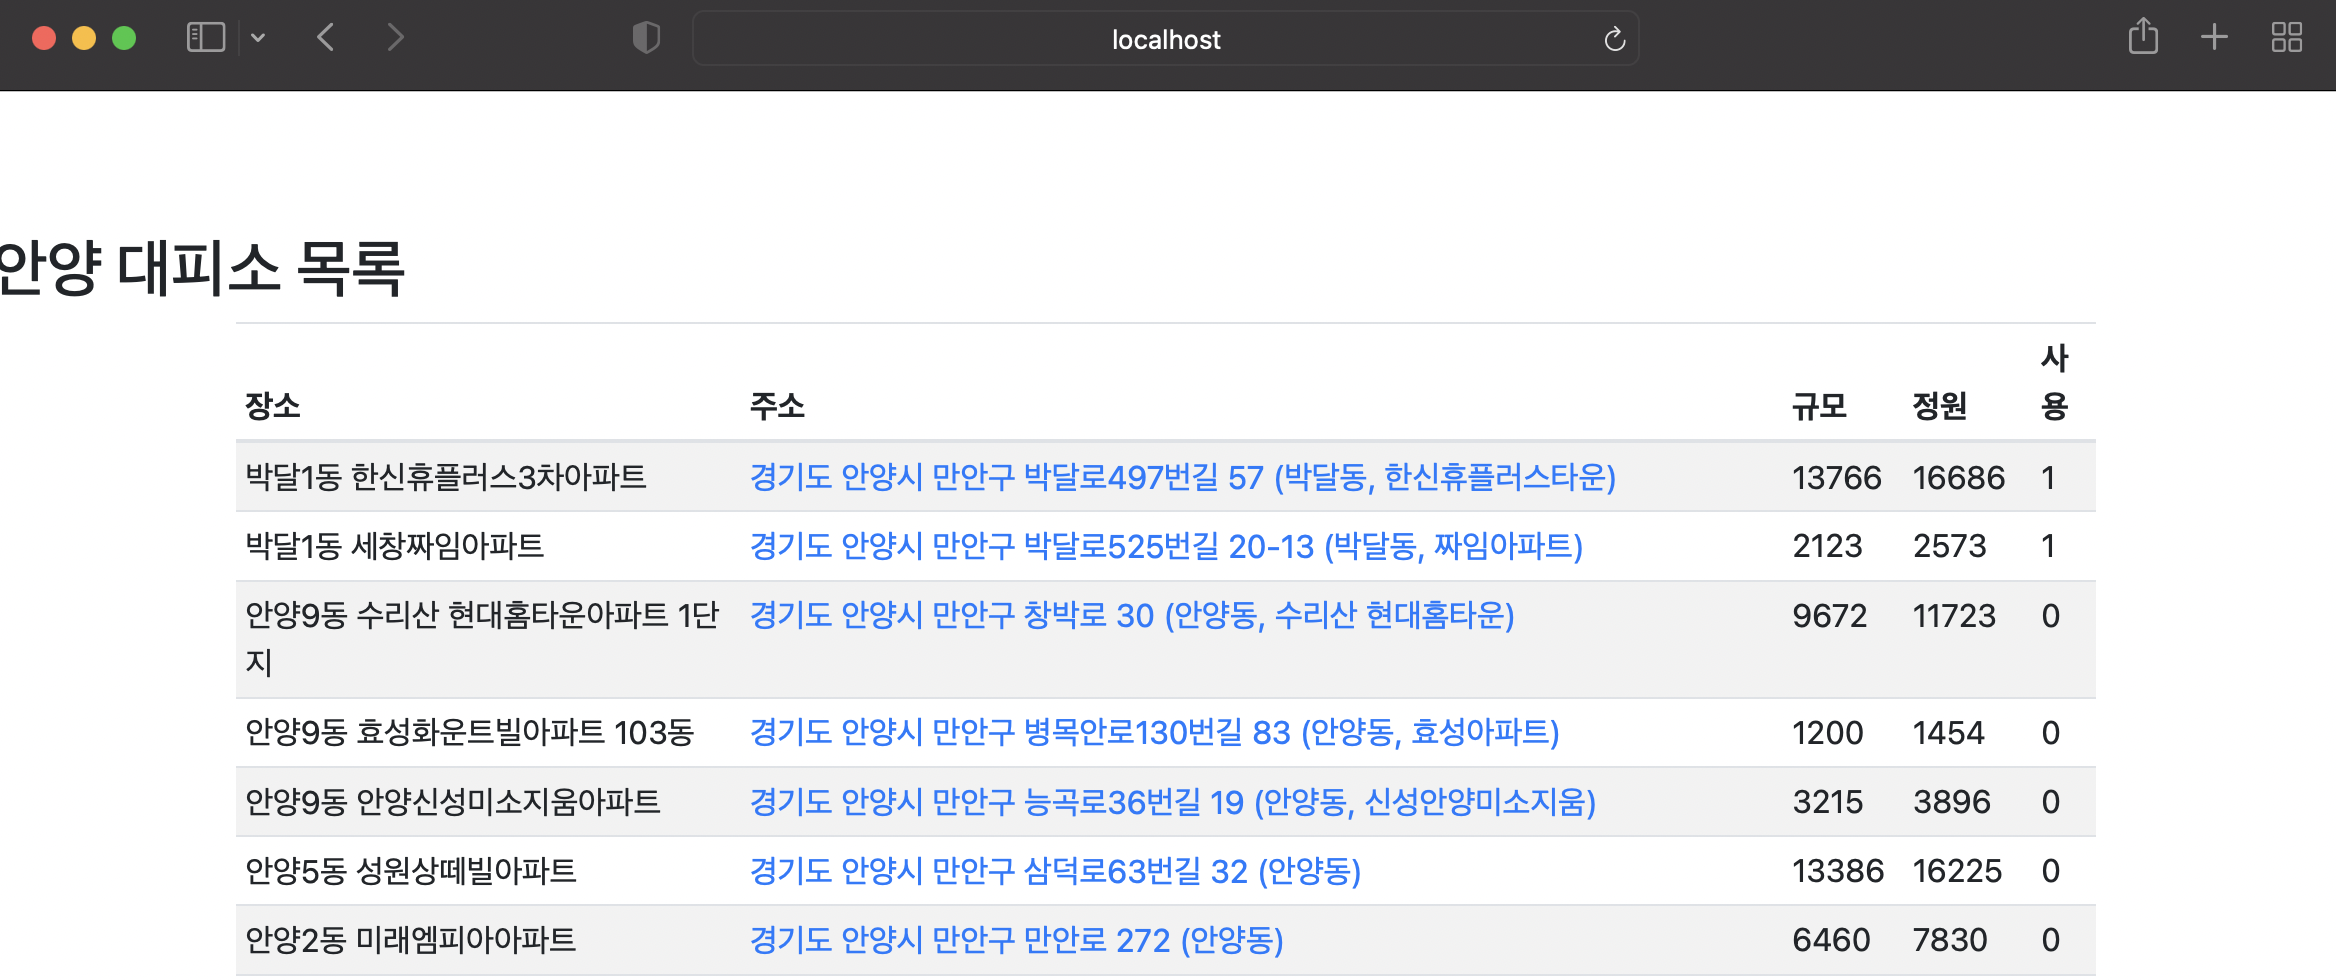 localhost
안양 대피소 목록
장소 주소 규모 정원 사용
박달1동 한신휴플러스3차아파트 경기도 안양시 만안구 박달로497번길 57 (박달동, 한신휴플러스타운) 13766 16686 1
박달1동 세창짜임아파트 경기도 안양시 만안구 박달로525번길 20-13 (박달동, 짜임아파트) 2123 2573 1
안양9동 수리산 현대홈타운아파트 1단지 경기도 안양시 만안구 창박로 30 (안양동, 수리산 현대홈타운) 9672 11723 0
안양9동 효성화운트빌아파트 103동 경기도 안양시 만안구 병목안로130번길 83 (안양동, 효성아파트) 1200 1454 0
안양9동 안양신성미소지움아파트 경기도 안양시 만안구 능곡로36번길 19 (안양동, 신성안양미소지움) 3215 3896 0
안양5동 성원상떼빌아파트 경기도 안양시 만안구 삼덕로63번길 32 (안양동) 13386 16225 0
안양2동 미래엠피아아파트 경기도 안양시 만안구 만안로 272 (안양동) 6460 7830 0